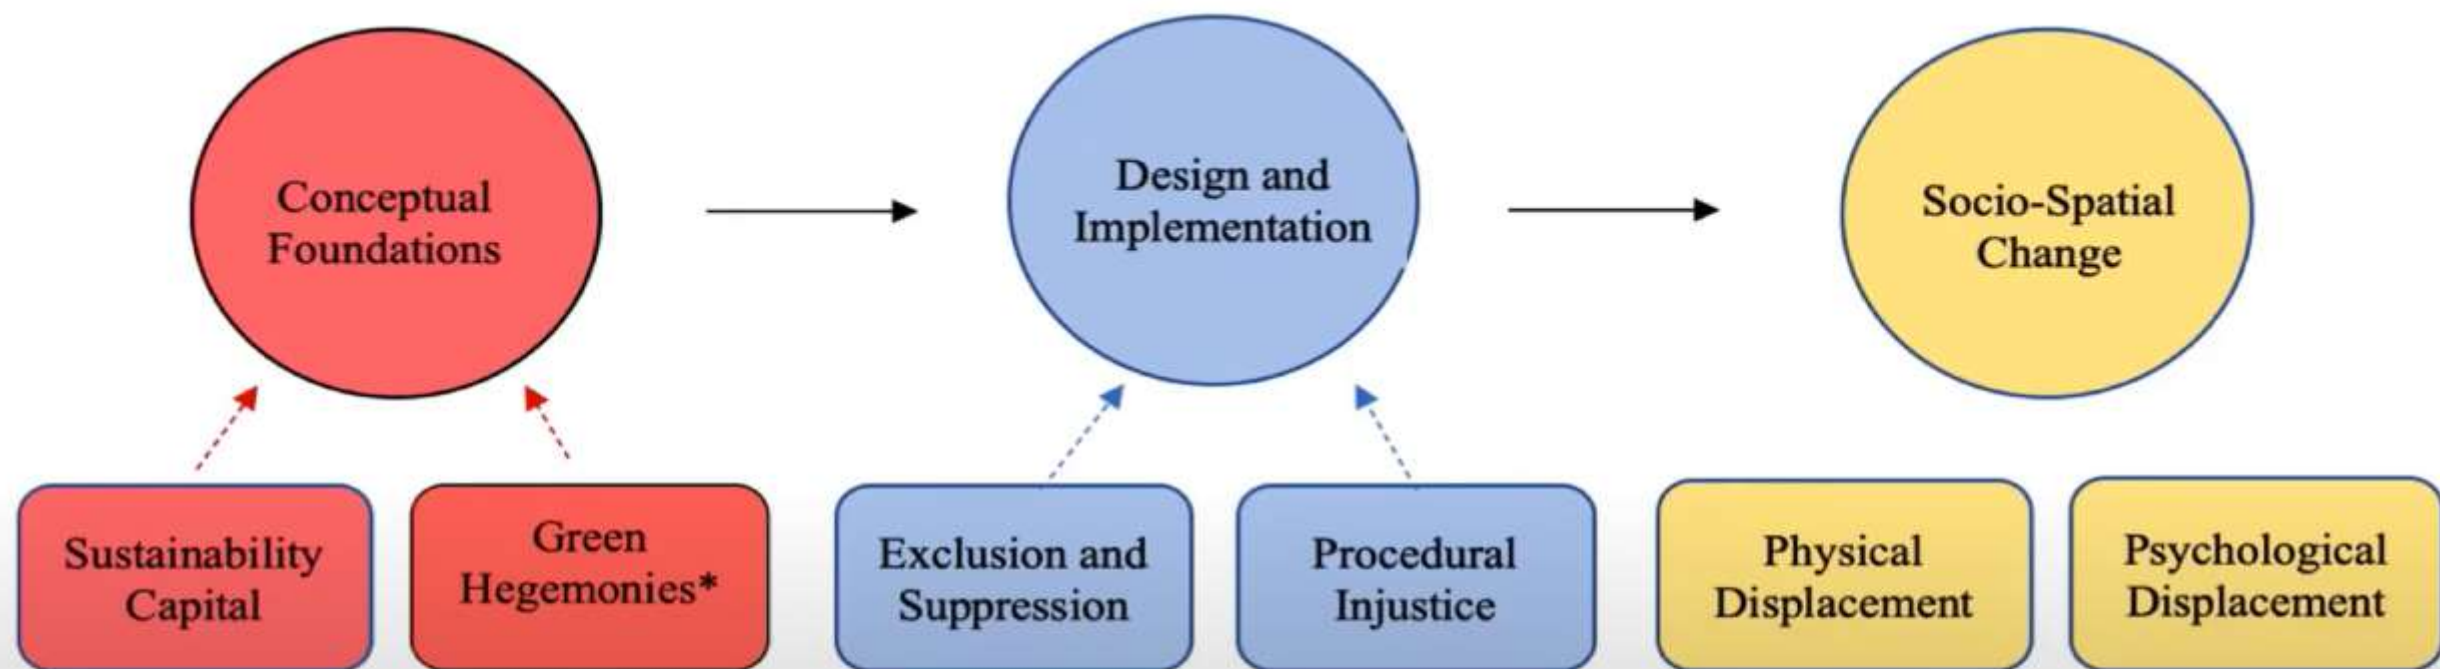 Conceptual
Foundations
Design and
Implementation
Socio-Spatial
Change
Sustainability
Capital
Green
Hegemonies*
Exclusion and
Suppression
Procedural
Injustice
Physical
Displacement
Psychological
Displacement